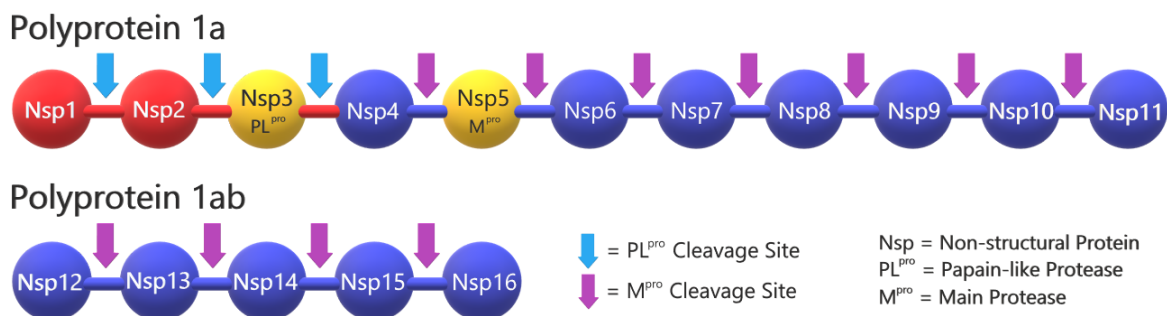 Polyprotein 1a
Nsp1 Nsp2 Nsp3 Nsp4 Nsp5 Nsp6 Nsp7 Nsp8 Nsp9 Nsp10 Nsp11
PLpro Mpro
Polyprotein 1ab
Nsp12 Nsp13 Nsp14 Nsp15 Nsp16
= PLpro Cleavage Site
= Mpro Cleavage Site
Nsp = Non-structural Protein
PLpro = Papain-like Protease
Mpro = Main Protease